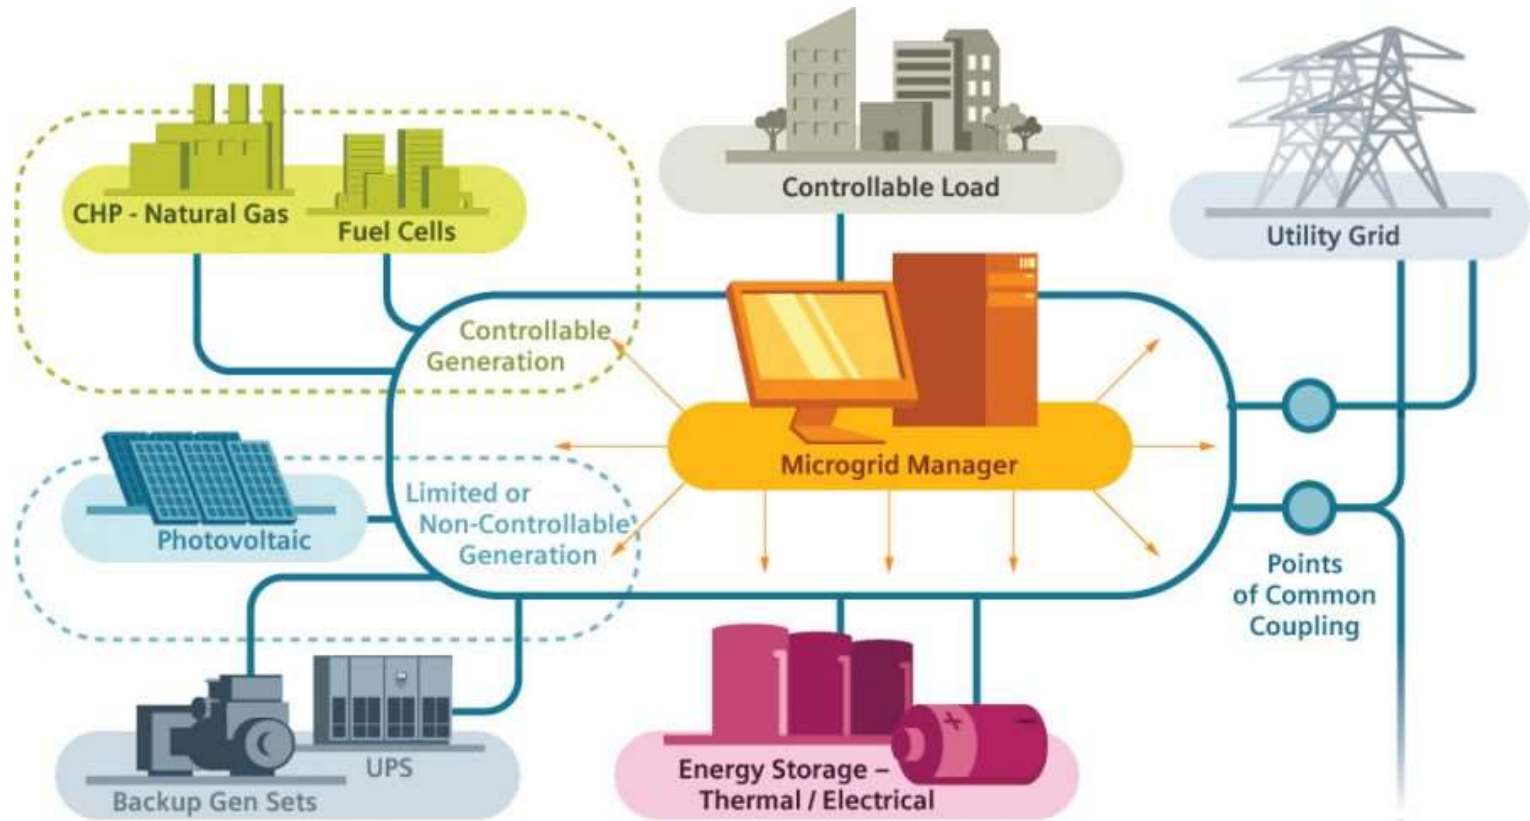 CHP - Natural Gas
Fuel Cells
Controllable Load
Utility Grid
Controllable
Generation
Microgrid Manager
Limited or
Non-Controllable
Generation
Photovoltaic
Points
of Common
Coupling
UPS
Backup Gen Sets
+
–
Energy Storage –
Thermal / Electrical